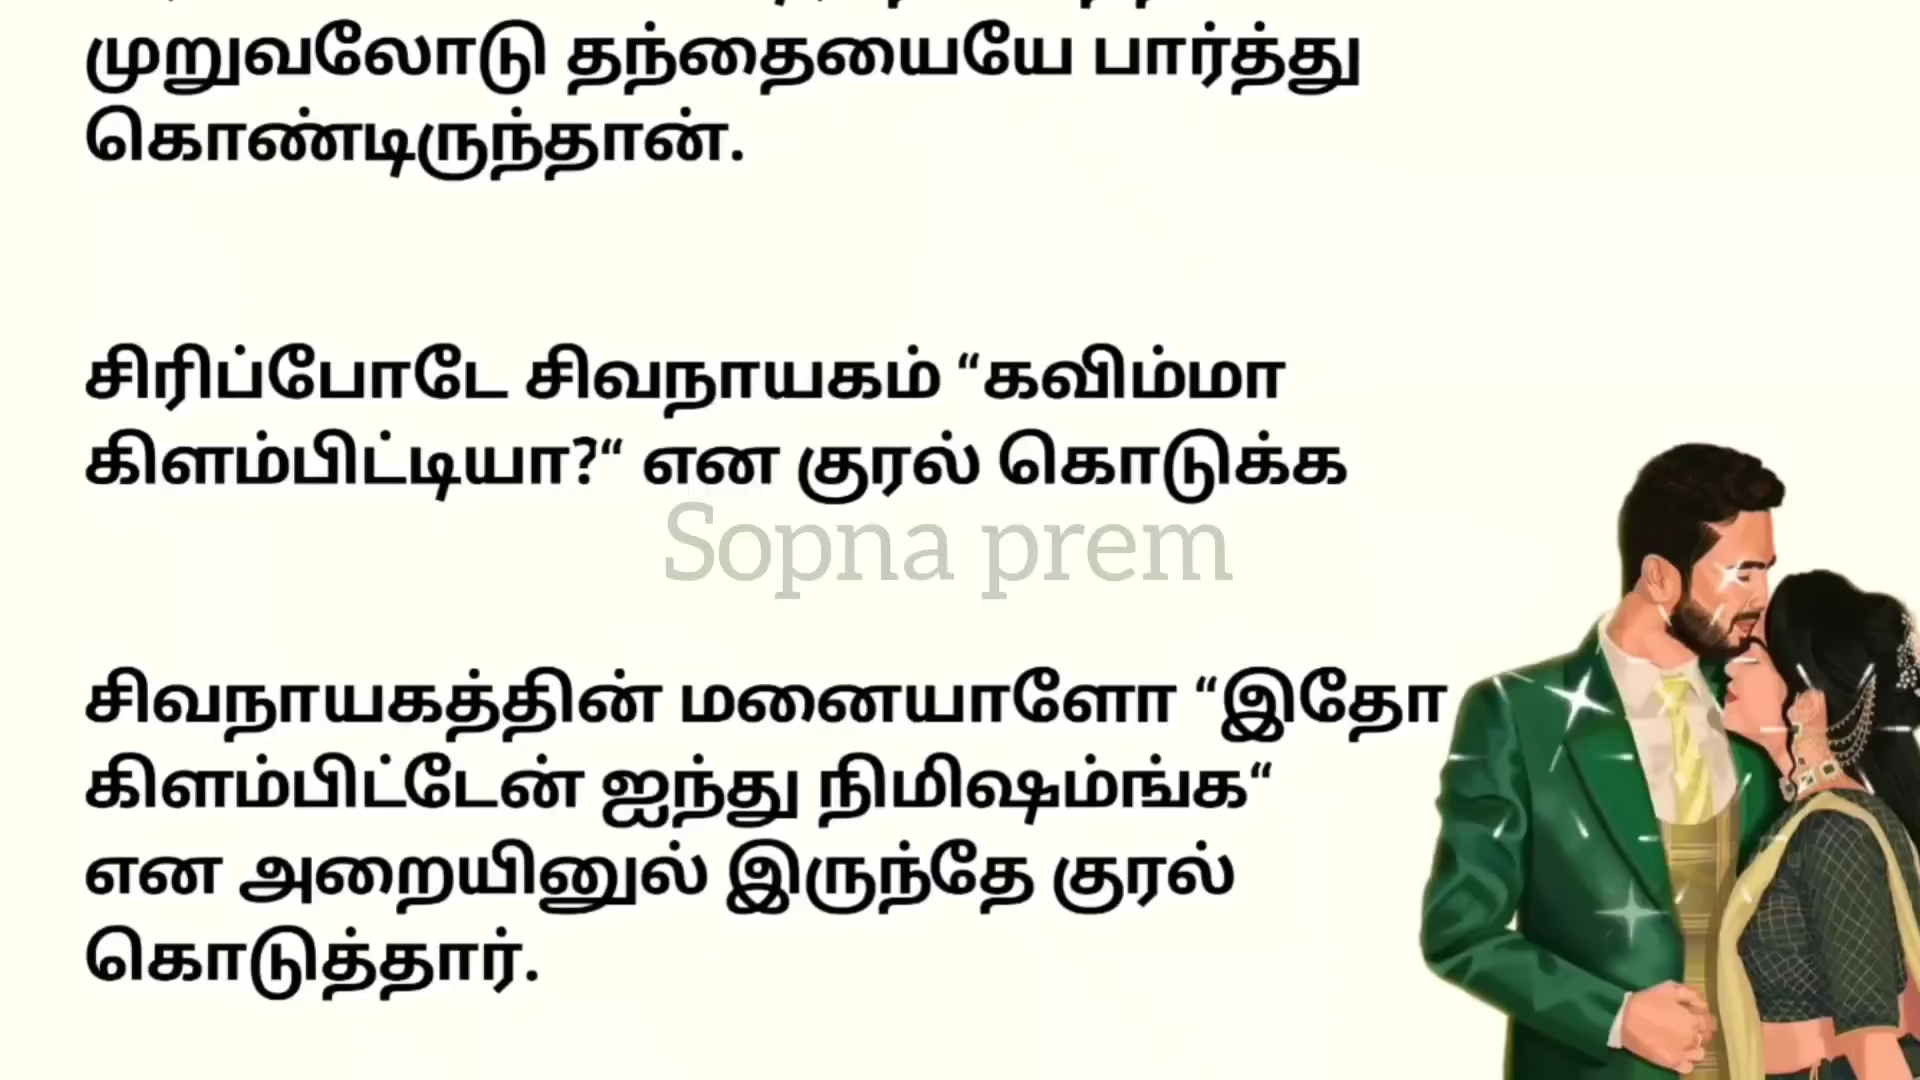 முறுவலோடு தந்தையையே பார்த்து
கொண்டிருந்தான்.
சிரிப்போடே சிவநாயகம் “கவிம்மா
கிளம்பிட்டியா?“ என குரல் கொடுக்க
Sopna prem
சிவநாயகத்தின் மனையாளோ “இதோ
கிளம்பிட்டேன் ஐந்து நிமிஷம்ங்க“
என அறையினுல் இருந்தே குரல்
கொடுத்தார்.